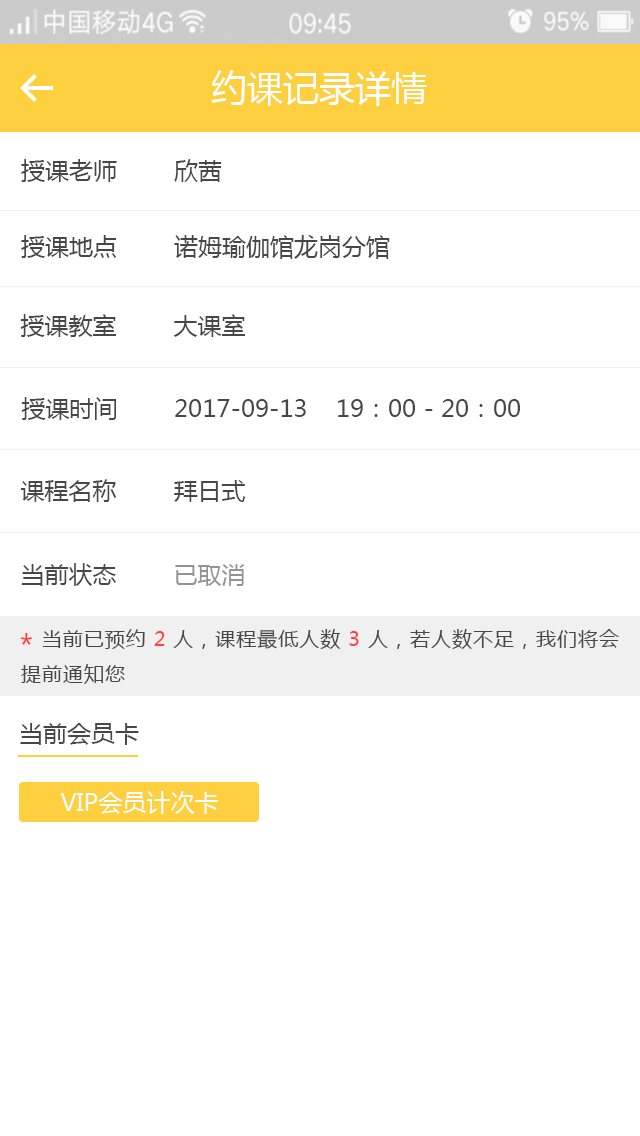 中国移动4G 09:45 95%
约课记录详情
授课老师 欣茜
授课地点 诺姆瑜伽馆龙岗分馆
授课教室 大课室
授课时间 2017-09-13 19：00 - 20：00
课程名称 拜日式
当前状态 已取消
* 当前已预约 2 人，课程最低人数 3 人，若人数不足，我们将会
提前通知您
当前会员卡
VIP会员计次卡